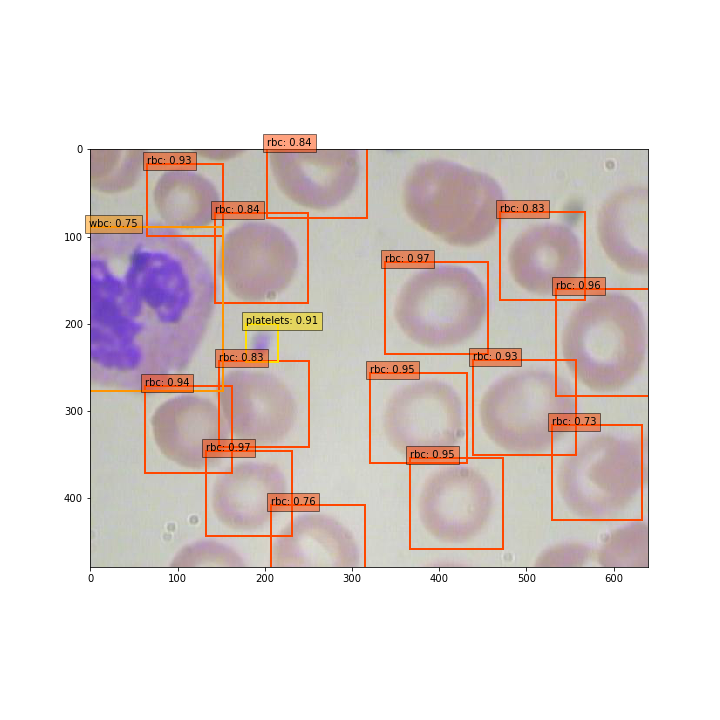 rbc: 0.84
0
rbc: 0.93
rbc: 0.84
rbc: 0.83
wbc: 0.75
100
rbc: 0.97
rbc: 0.96
200
platelets: 0.91
rbc: 0.83
rbc: 0.93
rbc: 0.95
rbc: 0.94
300
rbc: 0.73
rbc: 0.97
rbc: 0.95
400
rbc: 0.76
0 100 200 300 400 500 600